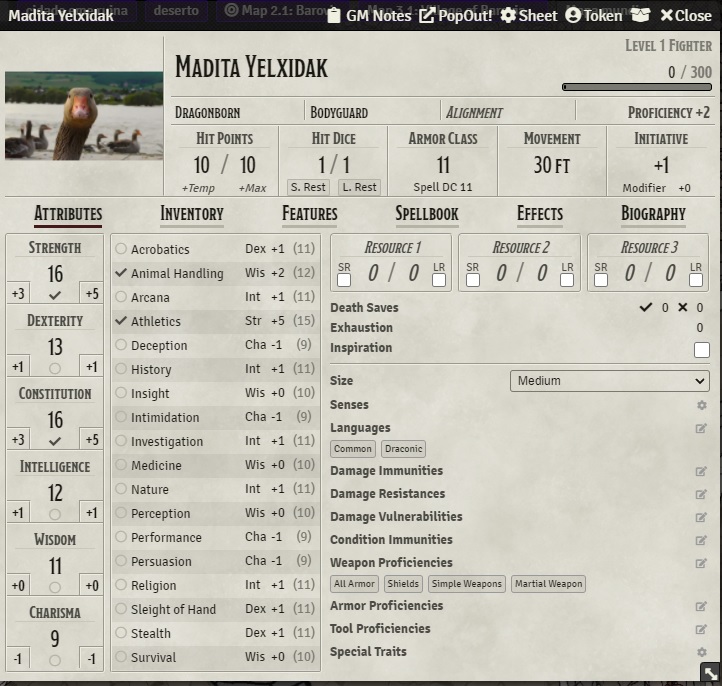 Madita Yelxidak GM Notes PopOut! Sheet Token Close
Map 2.1:
LEVEL 1 FIGHTER
MADITA YELXIDAK
0 / 300
DRAGONBORN BODYGUARD ALIGNMENT PROFICIENCY +2
HIT POINTS HIT DICE ARMOR CLASS MOVEMENT INITIATIVE
10 / 10 1 / 1 11 30 FT +1
+Temp +Max S. Rest L. Rest Spell DC 11 Modifier +0
ATTRIBUTES INVENTORY FEATURES SPELLBOOK EFFECTS BIOGRAPHY
STRENGTH
16
+3 +5
DEXTERITY
13
+1 +1
CONSTITUTION
16
+3 +5
INTELLIGENCE
12
+1 +1
WISDOM
11
+0 +0
CHARISMA
9
-1 -1
Acrobatics Dex +1 (11)
Animal Handling Wis +2 (12)
Arcana Int +1 (11)
Athletics Str +5 (15)
Deception Cha -1 (9)
History Int +1 (11)
Insight Wis +0 (10)
Intimidation Cha -1 (9)
Investigation Int +1 (11)
Medicine Wis +0 (10)
Nature Int +1 (11)
Perception Wis +0 (10)
Performance Cha -1 (9)
Persuasion Cha -1 (9)
Religion Int +1 (11)
Sleight of Hand Dex +1 (11)
Stealth Dex +1 (11)
Survival Wis +0 (10)
RESOURCE 1 RESOURCE 2 RESOURCE 3
SR 0 / 0 LR SR 0 / 0 LR SR 0 / 0 LR
Death Saves 0 0
Exhaustion 0
Inspiration
Size Medium
Senses
Languages
Common Draconic
Damage Immunities
Damage Resistances
Damage Vulnerabilities
Condition Immunities
Weapon Proficiencies
All Armor Shields Simple Weapons Martial Weapon
Armor Proficiencies
Tool Proficiencies
Special Traits